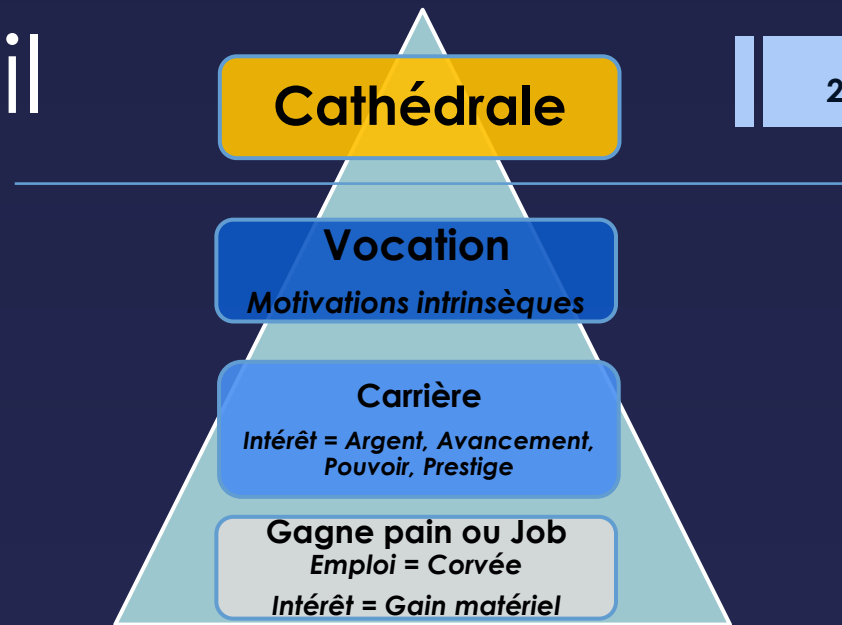 il
2
Cathédrale
Vocation
Motivations intrinsèques
Carrière
Intérêt = Argent, Avancement,
Pouvoir, Prestige
Gagne pain ou Job
Emploi = Corvée
Intérêt = Gain matériel